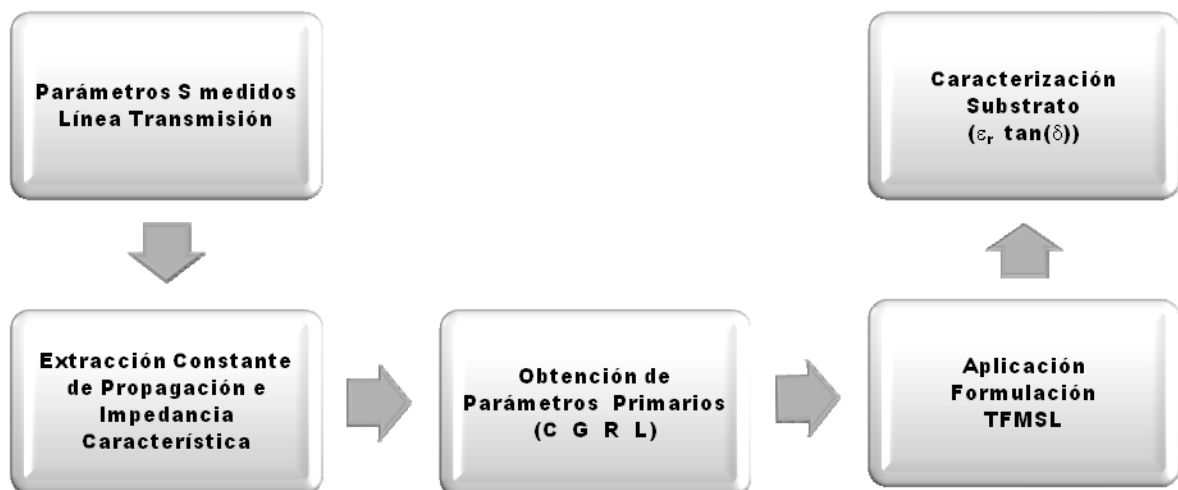 Parámetros S medidos
Línea Transmisión
Extracción Constante
de Propagación e
Impedancia
Característica
Obtención de
Parámetros Primarios
(C G R L)
Aplicación
Formulación
TFMSL
Caracterización
Substrato
(εr tan(δ))